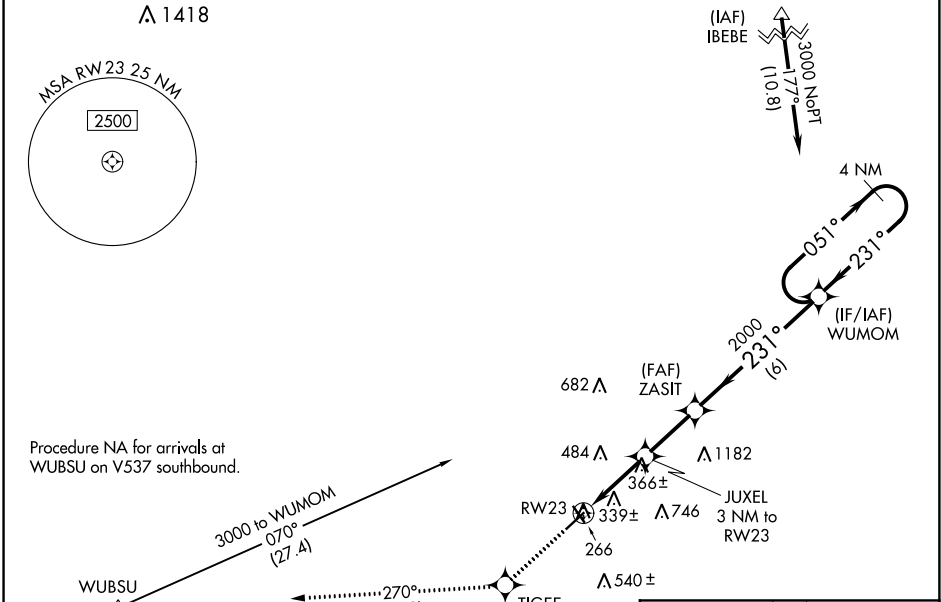 1418
MSA RW 23 25 NM
2500
(IAF)
IBEBE
3000 NoPT
177°
(10.8)
4 NM
051°
231°
(IF/IAF)
WUMOM
2000
231°
(6)
(FAF)
ZASIT
682
484
1182
366±
JUXEL
3 NM to
RW23
RW23
339±
746
266
540±
Procedure NA for arrivals at
WUBSU on V537 southbound.
3000 to WUMOM
070°
(27.4)
WUBSU
270°